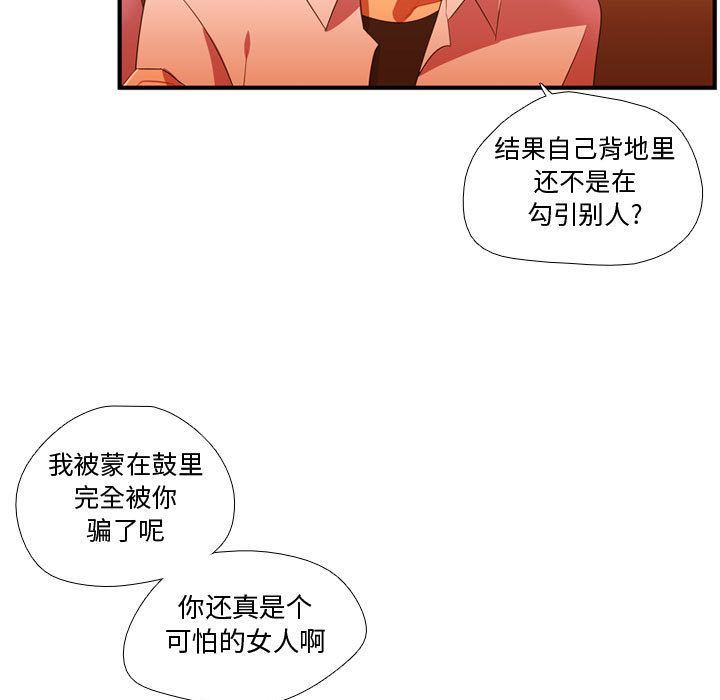 结果自己背地里
还不是在
勾引别人?
我被蒙在鼓里
完全被你
骗了呢
你还真是个
可怕的女人啊